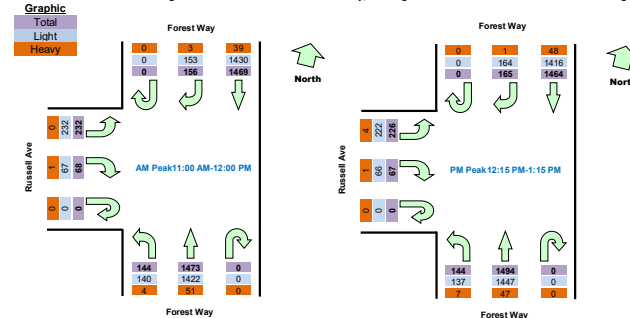 Graphic
Total
Light
Heavy
Forest Way
0 3 39
0 153 1430
0 156 1469
North
Russell Ave
0 232 232
1 67 68
0 0 0
AM Peak11:00 AM-12:00 PM
144 1473 0
140 1422 0
4 51 0
Forest Way
Forest Way
0 1 48
0 164 1416
0 165 1464
Russell Ave
4 222 226
1 66 67
0 0 0
PM Peak12:15 PM-1:15 PM
144 1494 0
137 1447 0
7 47 0
Forest Way